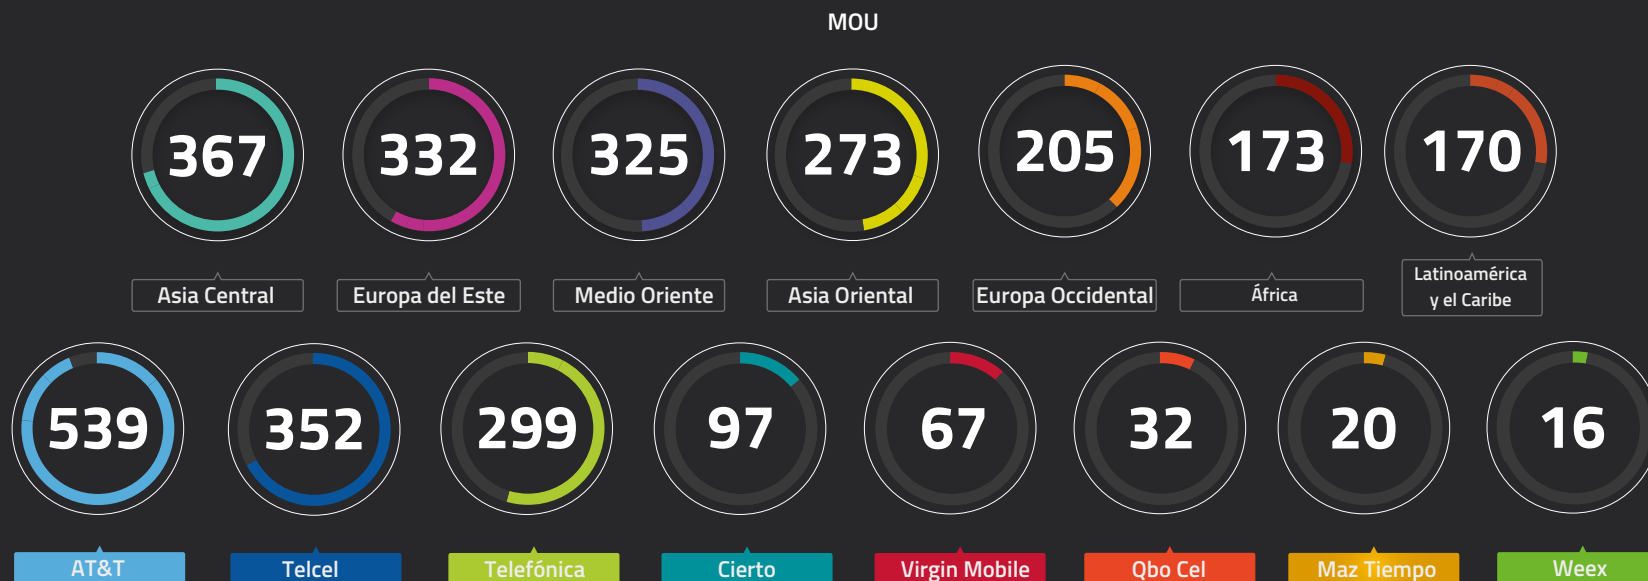 MOU
367 332 325 273 205 173 170
Asia Central Europa del Este Medio Oriente Asia Oriental Europa Occidental África Latinoamérica
y el Caribe
539 352 299 97 67 32 20 16
AT&T Telcel Telefónica Cierto Virgin Mobile Qbo Cel Maz Tiempo Weex